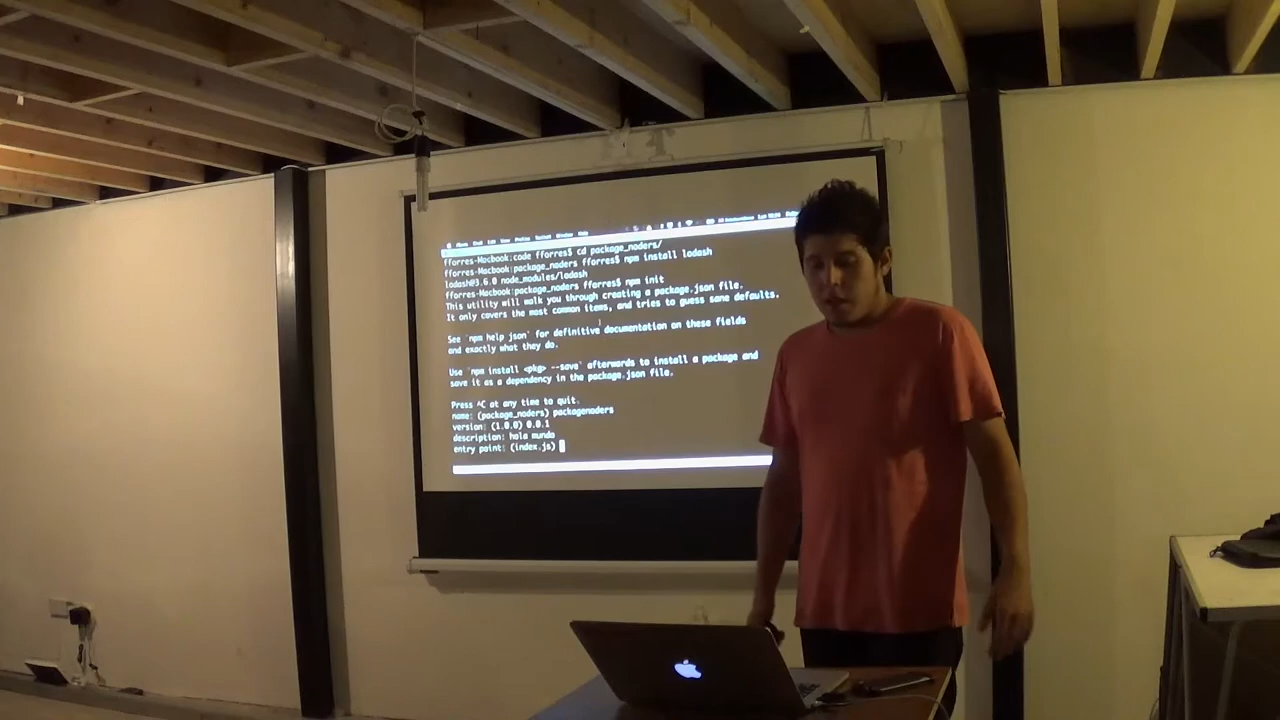 fforres-Macbook:code fforres$ cd package_noders/
fforres-Macbook:package_noders fforres$ npm install lodash
lodash@3.6.0 node_modules/lodash
fforres-Macbook:package_noders fforres$ npm init
This utility will walk you through creating a package.json file.
It only covers the most common items, and tries to guess sane defaults.
See `npm help json` for definitive documentation on these fields
and exactly what they do.
Use `npm install <pkg> --save` afterwards to install a package and
save it as a dependency in the package.json file.
Press ^C at any time to quit.
name: (package_noders) packagenoders
version: (1.0.0) 0.0.1
description: hola mundo
entry point: (index.js)